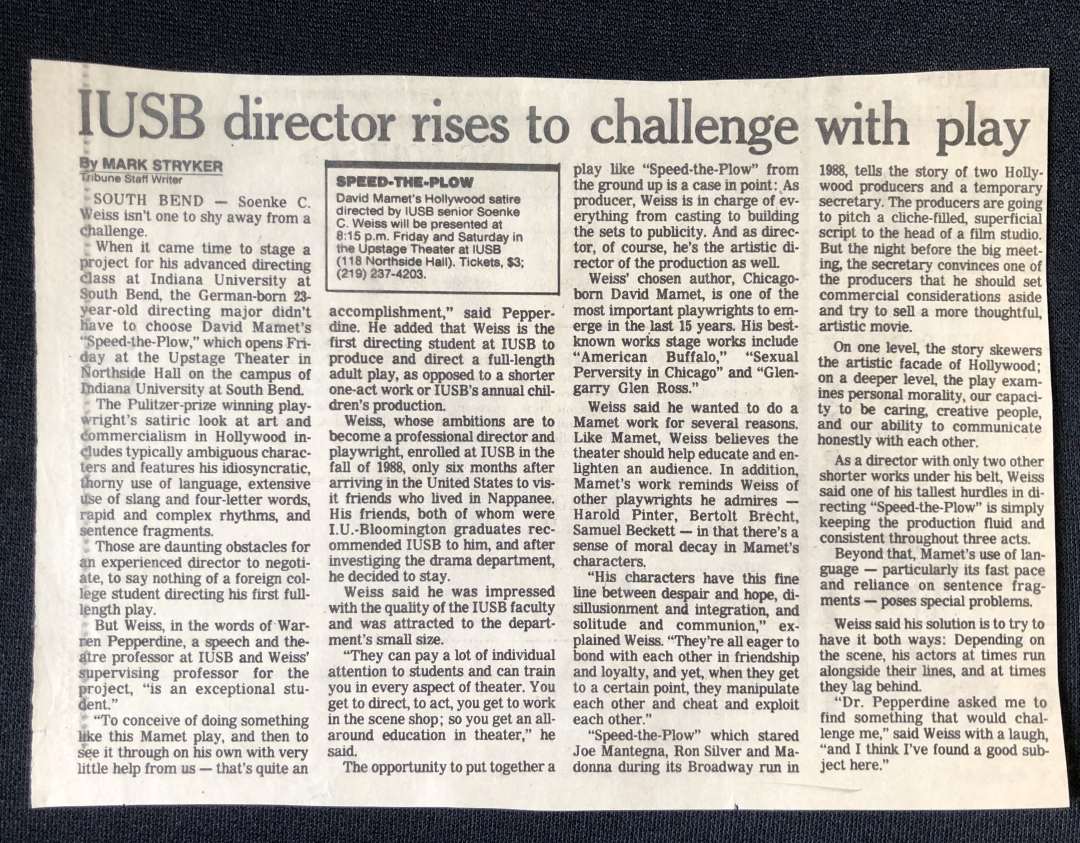 IUSB director rises to challenge with play
By MARK STRYKER
Tribune Staff Writer
SOUTH BEND — Soenke C.
Weiss isn't one to shy away from a
challenge.
When it came time to stage a
project for his advanced directing
class at Indiana University at
South Bend, the German-born 23-
year-old directing major didn't
have to choose David Mamet's
"Speed-the-Plow," which opens Fri-
day at the Upstage Theater in
Northside Hall on the campus of
Indiana University at South Bend.
The Pulitzer-prize winning play-
wright's satiric look at art and
commercialism in Hollywood in-
cludes typically ambiguous charac-
ters and features his idiosyncratic,
thorny use of language, extensive
use of slang and four-letter words,
rapid and complex rhythms, and
sentence fragments.
Those are daunting obstacles for
an experienced director to negoti-
ate, to say nothing of a foreign col-
lege student directing his first full-
length play.
But Weiss, in the words of War-
ren Pepperdine, a speech and the-
atre professor at IUSB and Weiss'
supervising professor for the
project, "is an exceptional stu-
dent."
"To conceive of doing something
like this Mamet play, and then to
see it through on his own with very
little help from us — that's quite an
SPEED-THE-PLOW
David Mamet's Hollywood satire
directed by IUSB senior Soenke
C. Weiss will be presented at
8:15 p.m. Friday and Saturday in
the Upstage Theater at IUSB
(118 Northside Hall). Tickets, $3;
(219) 237-4203.
accomplishment," said Pepper-
dine. He added that Weiss is the
first directing student at IUSB to
produce and direct a full-length
adult play, as opposed to a shorter
one-act work or IUSB's annual chil-
dren's production.
Weiss, whose ambitions are to
become a professional director and
playwright, enrolled at IUSB in the
fall of 1988, only six months after
arriving in the United States to vis-
it friends who lived in Nappanee.
His friends, both of whom were
I.U.-Bloomington graduates rec-
ommended IUSB to him, and after
investiging the drama department,
he decided to stay.
Weiss said he was impressed
with the quality of the IUSB faculty
and was attracted to the depart-
ment's small size.
"They can pay a lot of individual
attention to students and can train
you in every aspect of theater. You
get to direct, to act, you get to work
in the scene shop; so you get an all-
around education in theater," he
said.
The opportunity to put together a
play like "Speed-the-Plow" from
the ground up is a case in point: As
producer, Weiss is in charge of ev-
erything from casting to building
the sets to publicity. And as direc-
tor, of course, he's the artistic di-
rector of the production as well.
Weiss' chosen author, Chicago-
born David Mamet, is one of the
most important playwrights to em-
erge in the last 15 years. His best-
known works stage works include
"American Buffalo," "Sexual
Perversity in Chicago" and "Glen-
garry Glen Ross."
Weiss said he wanted to do a
Mamet work for several reasons.
Like Mamet, Weiss believes the
theater should help educate and en-
lighten an audience. In addition,
Mamet's work reminds Weiss of
other playwrights he admires —
Harold Pinter, Bertolt Brecht,
Samuel Beckett — in that there's a
sense of moral decay in Mamet's
characters.
"His characters have this fine
line between despair and hope, di-
sillusionment and integration, and
solitude and communion," ex-
plained Weiss. "They're all eager to
bond with each other in friendship
and loyalty, and yet, when they get
to a certain point, they manipulate
each other and cheat and exploit
each other."
"Speed-the-Plow" which stared
Joe Mantegna, Ron Silver and Ma-
donna during its Broadway run in
1988, tells the story of two Holly-
wood producers and a temporary
secretary. The producers are going
to pitch a cliche-filled, superficial
script to the head of a film studio.
But the night before the big meet-
ing, the secretary convinces one of
the producers that he should set
commercial considerations aside
and try to sell a more thoughtful,
artistic movie.
On one level, the story skewers
the artistic facade of Hollywood;
on a deeper level, the play exam-
ines personal morality, our capaci-
ty to be caring, creative people,
and our ability to communicate
honestly with each other.
As a director with only two other
shorter works under his belt, Weiss
said one of his tallest hurdles in di-
recting "Speed-the-Plow" is simply
keeping the production fluid and
consistent throughout three acts.
Beyond that, Mamet's use of lan-
guage — particularly its fast pace
and reliance on sentence frag-
ments — poses special problems.
Weiss said his solution is to try to
have it both ways: Depending on
the scene, his actors at times run
alongside their lines, and at times
they lag behind.
"Dr. Pepperdine asked me to
find something that would chal-
lenge me," said Weiss with a laugh,
"and I think I've found a good sub-
ject here."